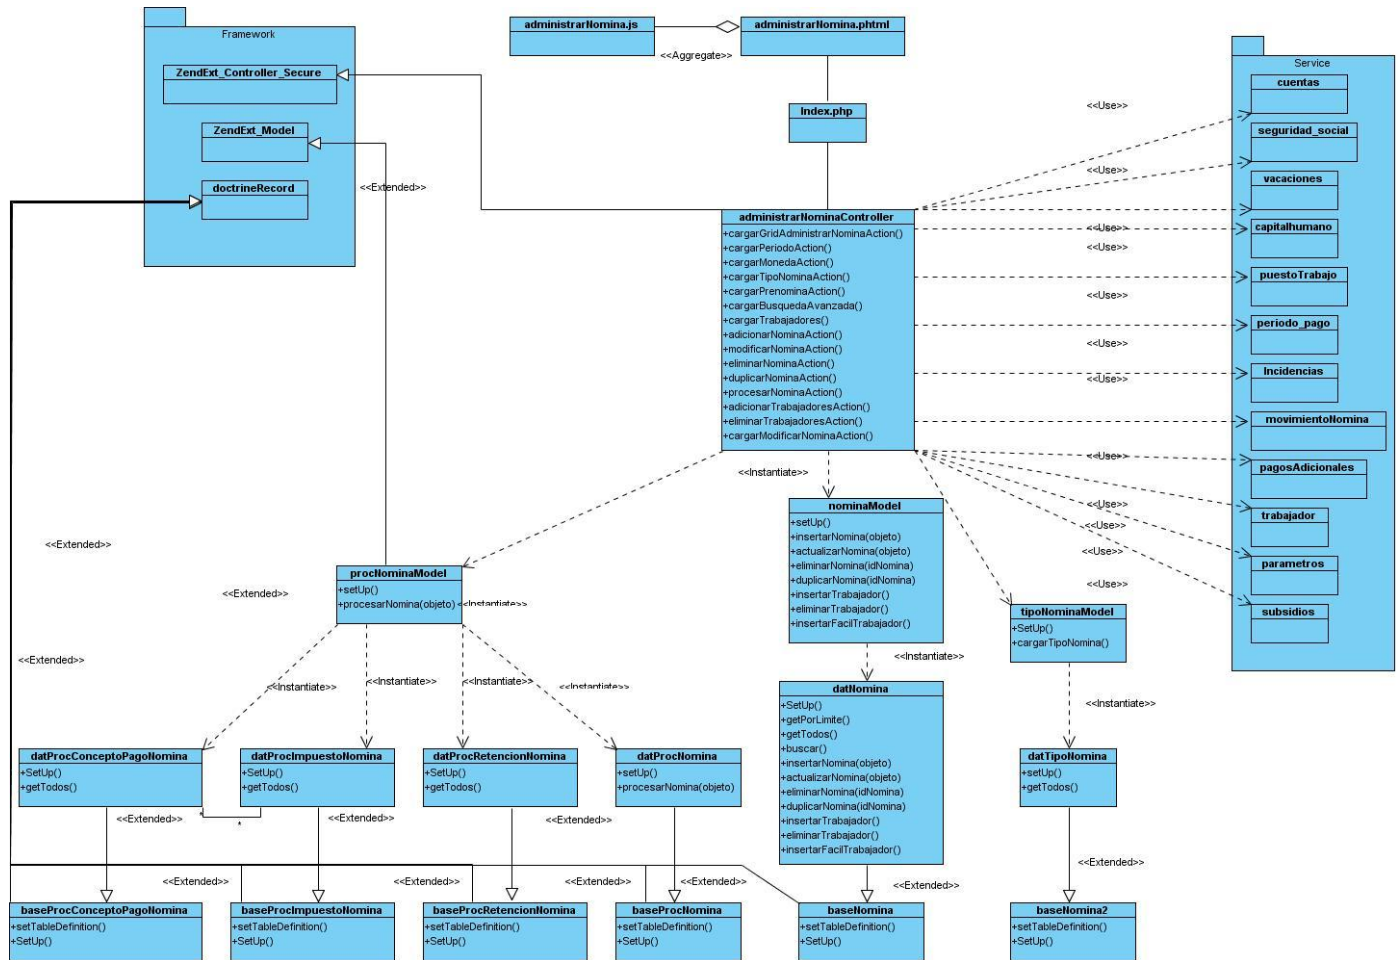 Framework
ZendExt_Controller_Secure
ZendExt_Model
doctrineRecord
<<Extended>>
administrarNomina.js
<<Aggregate>>
administrarNomina.phtml
Index.php
administrarNominaController
+cargarGridAdministrarNominaAction()
+cargarPeriodoAction()
+cargarMonedaAction()
+cargarTipoNominaAction()
+cargarPrenominaAction()
+cargarBusquedaAvanzada()
+cargarTrabajadores()
+adicionarNominaAction()
+modificarNominaAction()
+eliminarNominaAction()
+duplicarNominaAction()
+procesarNominaAction()
+adicionarTrabajadoresAction()
+eliminarTrabajadoresAction()
+cargarModificarNominaAction()
<<Use>>
<<Use>>
<<Use>>
<<Use>>
<<Use>>
<<Use>>
<<Use>>
<<Use>>
<<Use>>
<<Use>>
<<Use>>
<<Use>>
Service
cuentas
seguridad_social
vacaciones
capitalhumano
puestoTrabajo
periodo_pago
Incidencias
movimientoNomina
pagosAdicionales
trabajador
parametros
subsidios
<<Instantiate>>
<<Extended>>
<<Extended>>
<<Extended>>
procNominaModel
+setUp()
+procesarNomina(objeto)
<<Instantiate>>
nominaModel
+setUp()
+insertarNomina(objeto)
+actualizarNomina(objeto)
+eliminarNomina(idNomina)
+duplicarNomina(idNomina)
+insertarTrabajador()
+eliminarTrabajador()
+insertarFacilTrabajador()
tipoNominaModel
+SetUp()
+cargarTipoNomina()
<<Instantiate>>
<<Instantiate>>
<<Instantiate>>
<<Instantiate>>
<<Instantiate>>
<<Instantiate>>
datProcConceptoPagoNomina
+SetUp()
+getTodos()
datProcImpuestoNomina
+SetUp()
+getTodos()
datProcRetencionNomina
+SetUp()
+getTodos()
datProcNomina
+setUp()
+procesarNomina(objeto)
datNomina
+SetUp()
+getPorLimite()
+getTodos()
+buscar()
+insertarNomina(objeto)
+actualizarNomina(objeto)
+eliminarNomina(idNomina)
+duplicarNomina(idNomina)
+insertarTrabajador()
+eliminarTrabajador()
+insertarFacilTrabajador()
datTipoNomina
+setUp()
+getTodos()
<<Extended>>
*
*
<<Extended>>
<<Extended>>
<<Extended>>
<<Extended>>
<<Extended>>
<<Extended>>
<<Extended>>
<<Extended>>
baseProcConceptoPagoNomina
+setTableDefinition()
+SetUp()
baseProcImpuestoNomina
+setTableDefinition()
+SetUp()
baseProcRetencionNomina
+setTableDefinition()
+SetUp()
baseProcNomina
+setTableDefinition()
+SetUp()
baseNomina
+setTableDefinition()
+SetUp()
baseNomina2
+setTableDefinition()
+SetUp()